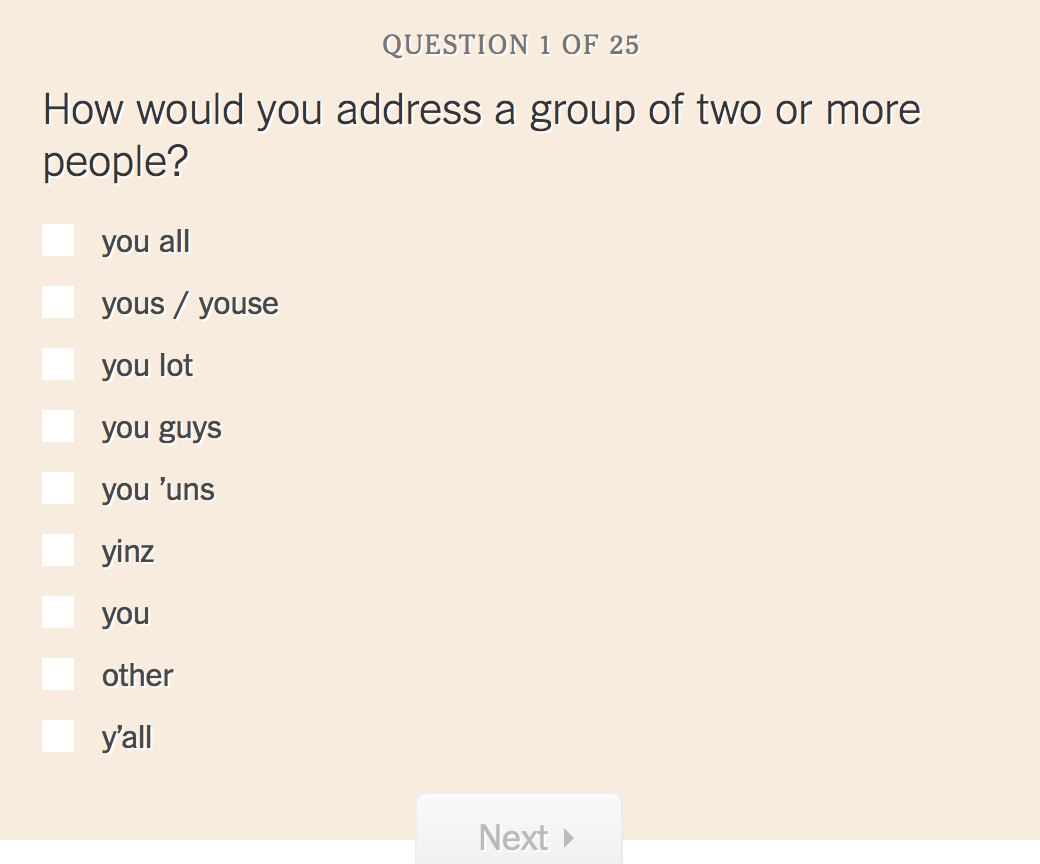 QUESTION 1 OF 25
How would you address a group of two or more
people?
you all
yous / youse
you lot
you guys
you ’uns
yinz
you
other
y’all
Next